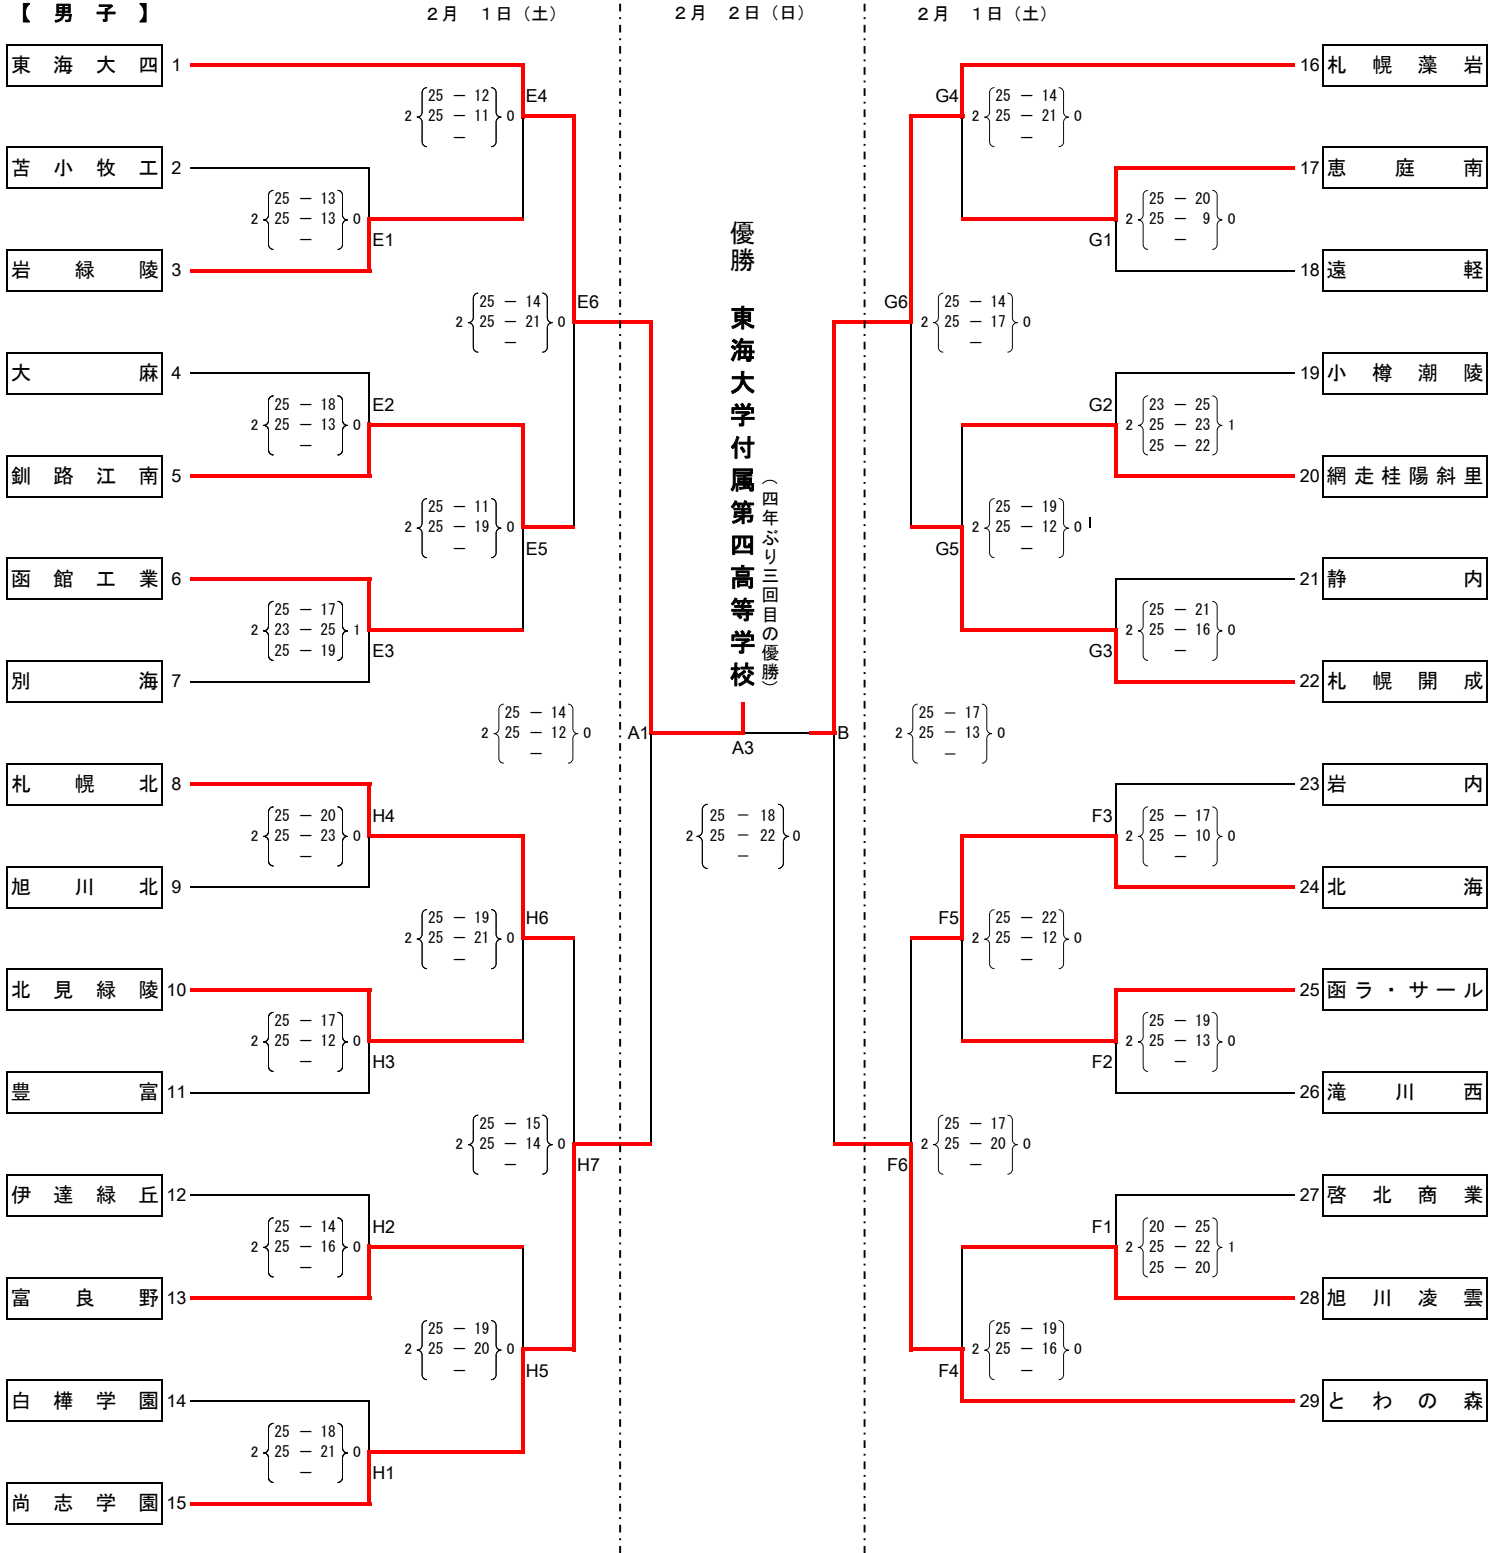 【 男 子 】
２月 １日（土）
２月 ２日（日）
２月 １日（土）
東海大四 1
25 － 12
2 25 － 11 0
－
E4
苫小牧工 2
25 － 13
2 25 － 13 0
－
E1
岩緑陵 3
25 － 14
2 25 － 21 0
－
E6
大麻 4
25 － 18
2 25 － 13 0
－
E2
釧路江南 5
25 － 11
2 25 － 19 0
－
E5
函館工業 6
25 － 17
2 23 － 25 1
25 － 19
E3
別海 7
25 － 14
2 25 － 12 0
－
A1
札幌北 8
25 － 20
2 25 － 23 0
－
H4
旭川北 9
25 － 19
2 25 － 21 0
－
H6
北見緑陵 10
25 － 17
2 25 － 12 0
－
H3
豊富 11
25 － 15
2 25 － 14 0
－
H7
伊達緑丘 12
25 － 14
2 25 － 16 0
－
H2
富良野 13
25 － 19
2 25 － 20 0
－
H5
白樺学園 14
25 － 18
2 25 － 21 0
－
H1
尚志学園 15
優勝 東海大学付属第四高等学校
（四年ぶり三回目の優勝）
A3
25 － 18
2 25 － 22 0
－
16 札幌藻岩
G4
25 － 14
2 25 － 21 0
－
17 恵庭南
25 － 20
2 25 － 9 0
－
G1
18 遠軽
G6
25 － 14
2 25 － 17 0
－
19 小樽潮陵
G2
23 － 25
2 25 － 23 1
25 － 22
20 網走桂陽斜里
25 － 19
2 25 － 12 0
－
G5
21 静内
25 － 21
2 25 － 16 0
－
G3
22 札幌開成
B
25 － 17
2 25 － 13 0
－
23 岩内
F3
25 － 17
2 25 － 10 0
－
24 北海
F5
25 － 22
2 25 － 12 0
－
25 函ラ・サール
25 － 19
2 25 － 13 0
－
F2
26 滝川西
25 － 17
2 25 － 20 0
－
F6
27 啓北商業
F1
20 － 25
2 25 － 22 1
25 － 20
28 旭川凌雲
25 － 19
2 25 － 16 0
－
F4
29 とわの森